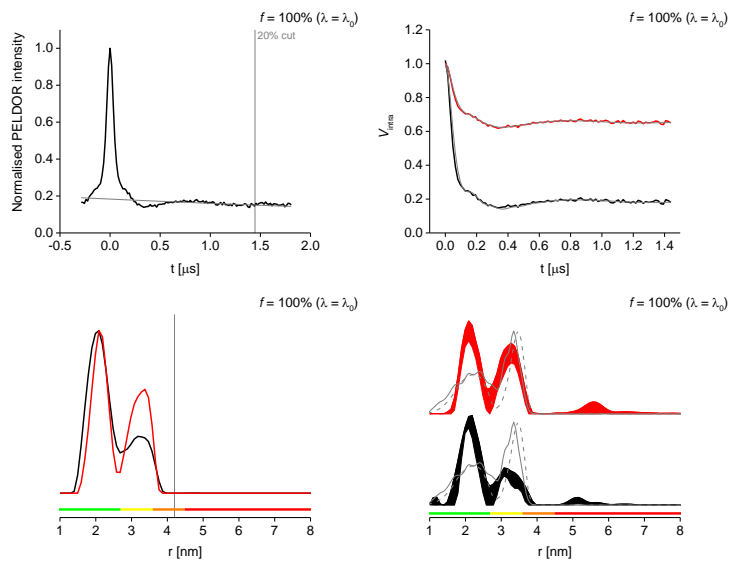 f = 100% (λ = λ₀)
20% cut
Normalised PELDOR intensity
1.0
0.8
0.6
0.4
0.2
0.0
-0.5 0.0 0.5 1.0 1.5 2.0
t [µs]
f = 100% (λ = λ₀)
Vintra
1.2
1.0
0.8
0.6
0.4
0.2
0.0
0.0 0.2 0.4 0.6 0.8 1.0 1.2 1.4
t [µs]
f = 100% (λ = λ₀)
1 2 3 4 5 6 7 8
r [nm]
f = 100% (λ = λ₀)
1 2 3 4 5 6 7 8
r [nm]